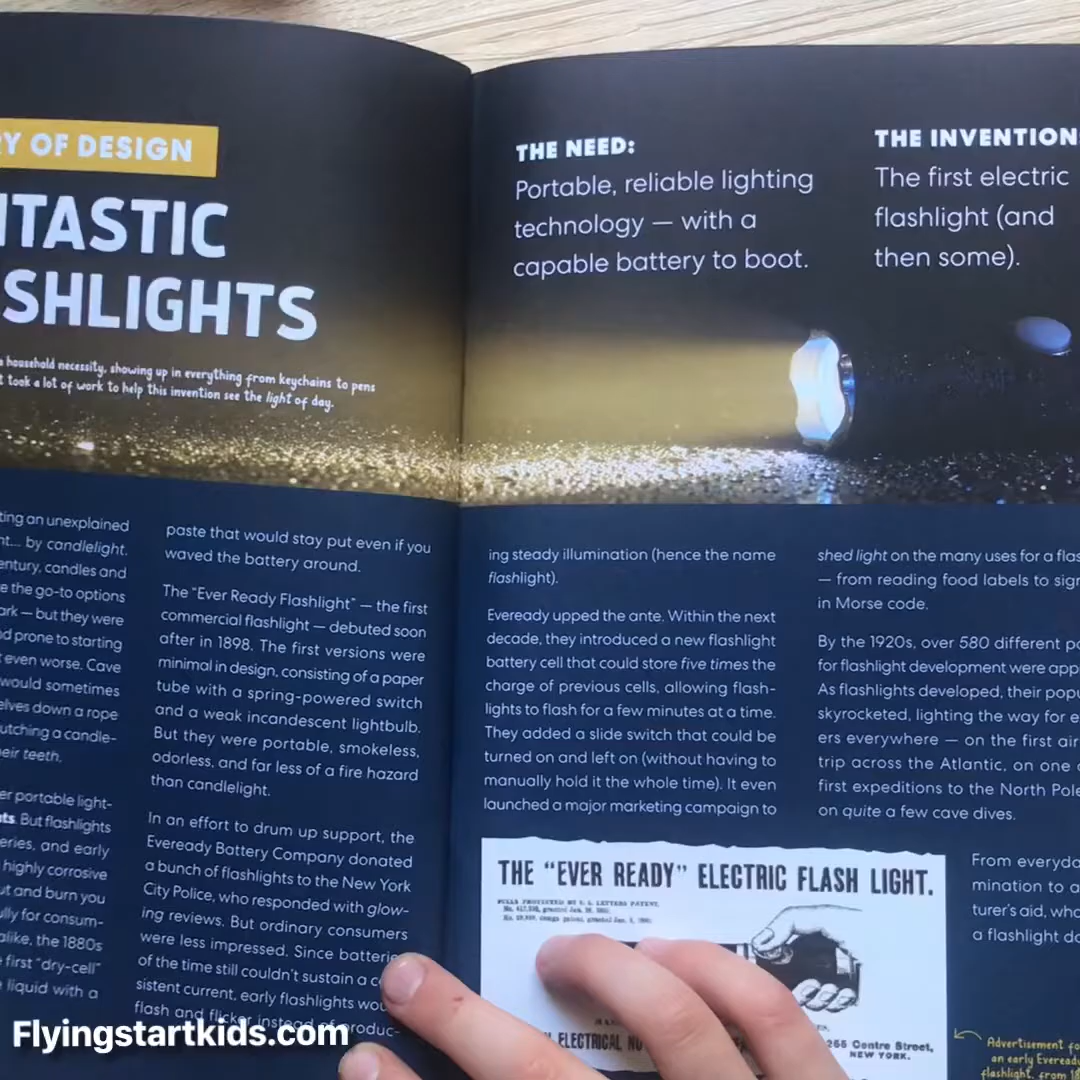 RY OF DESIGN
NTASTIC
SHLIGHTS
a household necessity, showing up in everything from keychains to pens
t took a lot of work to help this invention see the light of day.
ting an unexplained
nt... by candlelight.
entury, candles and
e the go-to options
ark — but they were
nd prone to starting
even worse. Cave
would sometimes
elves down a rope
utching a candle-
eir teeth.
er portable light-
nts. But flashlights
eries, and early
highly corrosive
ut and burn you
ully for consum-
alike, the 1880s
first "dry-cell"
liquid with a
paste that would stay put even if you
waved the battery around.
The "Ever Ready Flashlight" — the first
commercial flashlight — debuted soon
after in 1898. The first versions were
minimal in design, consisting of a paper
tube with a spring-powered switch
and a weak incandescent lightbulb.
But they were portable, smokeless,
odorless, and far less of a fire hazard
than candlelight.
In an effort to drum up support, the
Eveready Battery Company donated
a bunch of flashlights to the New York
City Police, who responded with glow-
ing reviews. But ordinary consumers
were less impressed. Since batterie
of the time still couldn't sustain a co
sistent current, early flashlights wou
flash and flicker instead of produc-
THE NEED:
Portable, reliable lighting
technology — with a
capable battery to boot.
THE INVENTION:
The first electric
flashlight (and
then some).
ing steady illumination (hence the name
flashlight).
Eveready upped the ante. Within the next
decade, they introduced a new flashlight
battery cell that could store five times the
charge of previous cells, allowing flash-
lights to flash for a few minutes at a time.
They added a slide switch that could be
turned on and left on (without having to
manually hold it the whole time). It even
launched a major marketing campaign to
shed light on the many uses for a flas
— from reading food labels to sign
in Morse code.
By the 1920s, over 580 different pa
for flashlight development were app
As flashlights developed, their popu
skyrocketed, lighting the way for e
ers everywhere — on the first air
trip across the Atlantic, on one o
first expeditions to the North Pole
on quite a few cave dives.
From everyda
mination to a
turer's aid, who
a flashlight do
THE "EVER READY" ELECTRIC FLASH LIGHT.
FULLY PROTECTED BY U. S. LETTERS PATENT,
ELECTRICAL NO
266 Centre Street,
NEW YORK.
Advertisement fo
an early Eveready
flashlight, from 18
Flyingstartkids.com